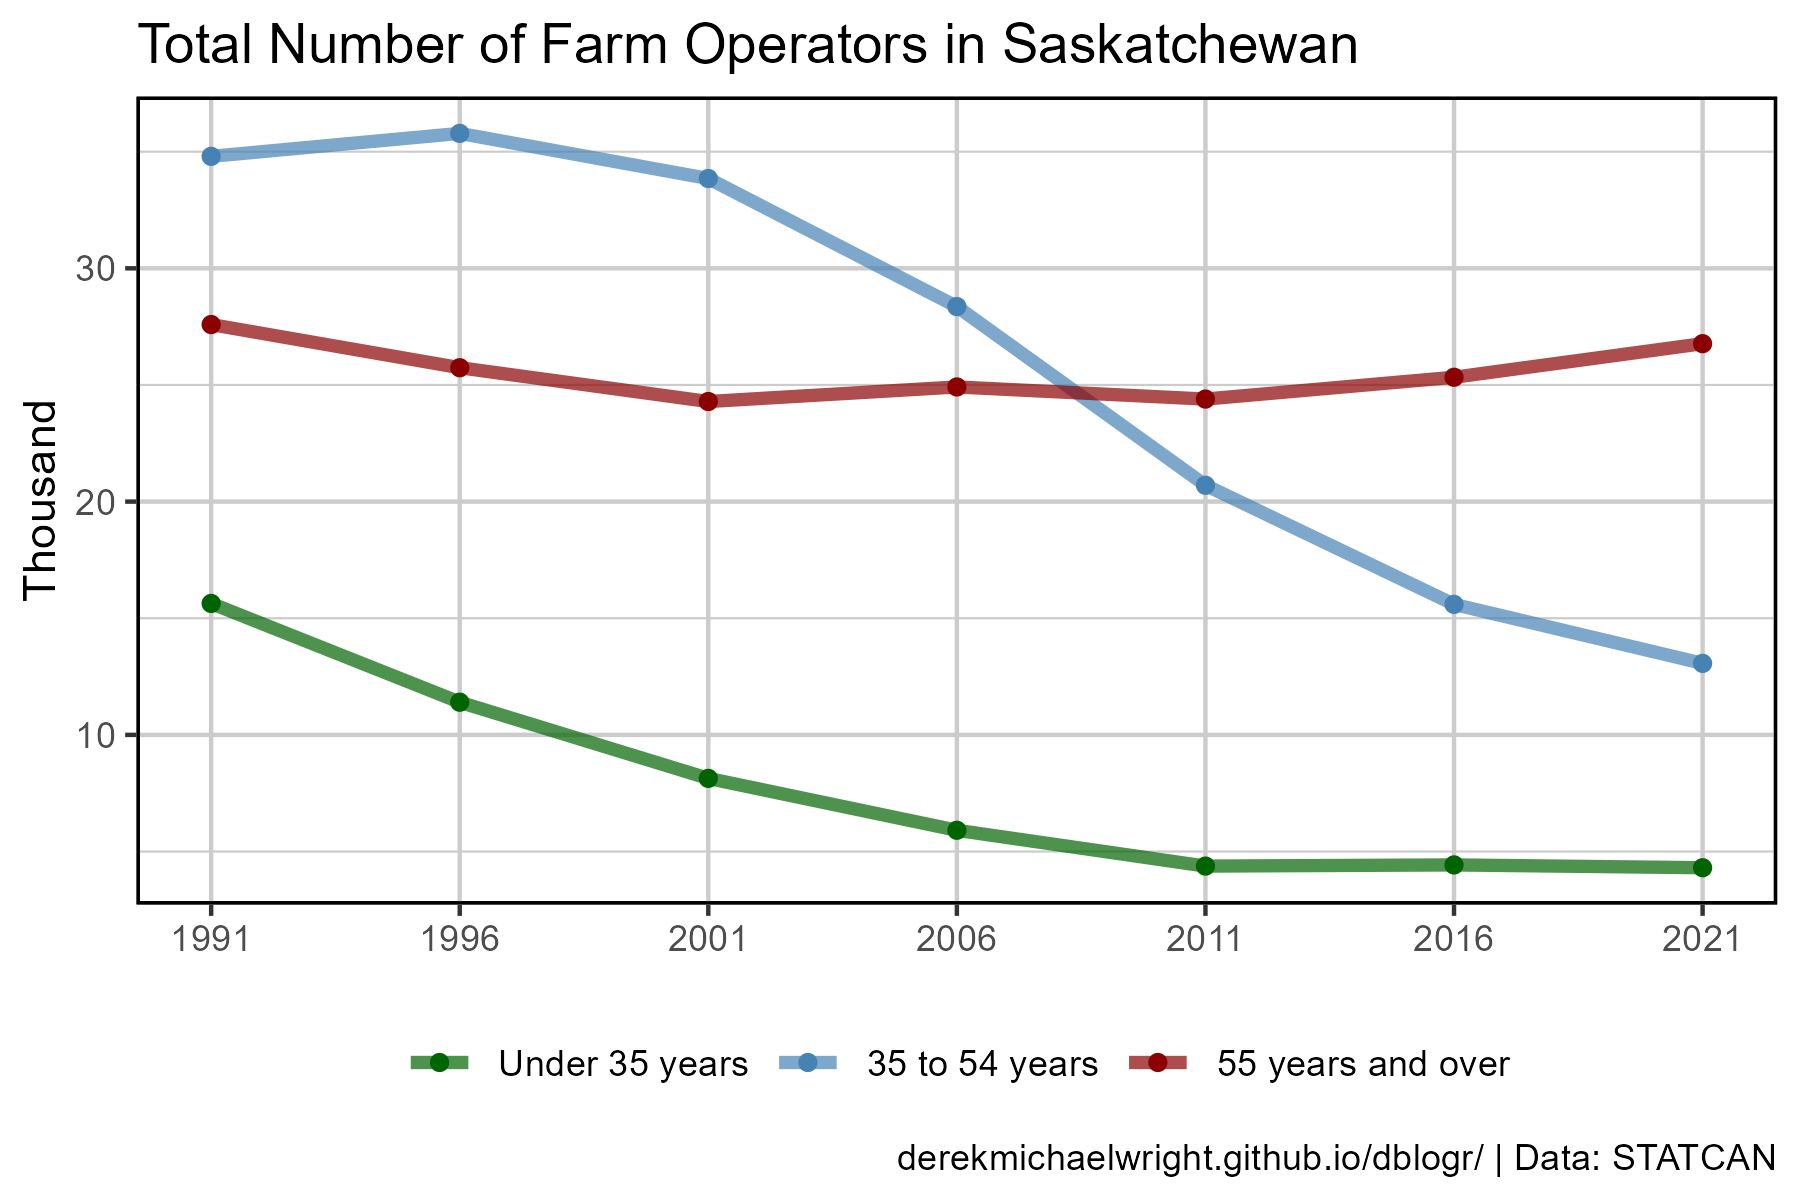 Total Number of Farm Operators in Saskatchewan
Thousand
30
20
10
1991 1996 2001 2006 2011 2016 2021
Under 35 years 35 to 54 years 55 years and over
derekmichaelwright.github.io/dblogr/ | Data: STATCAN